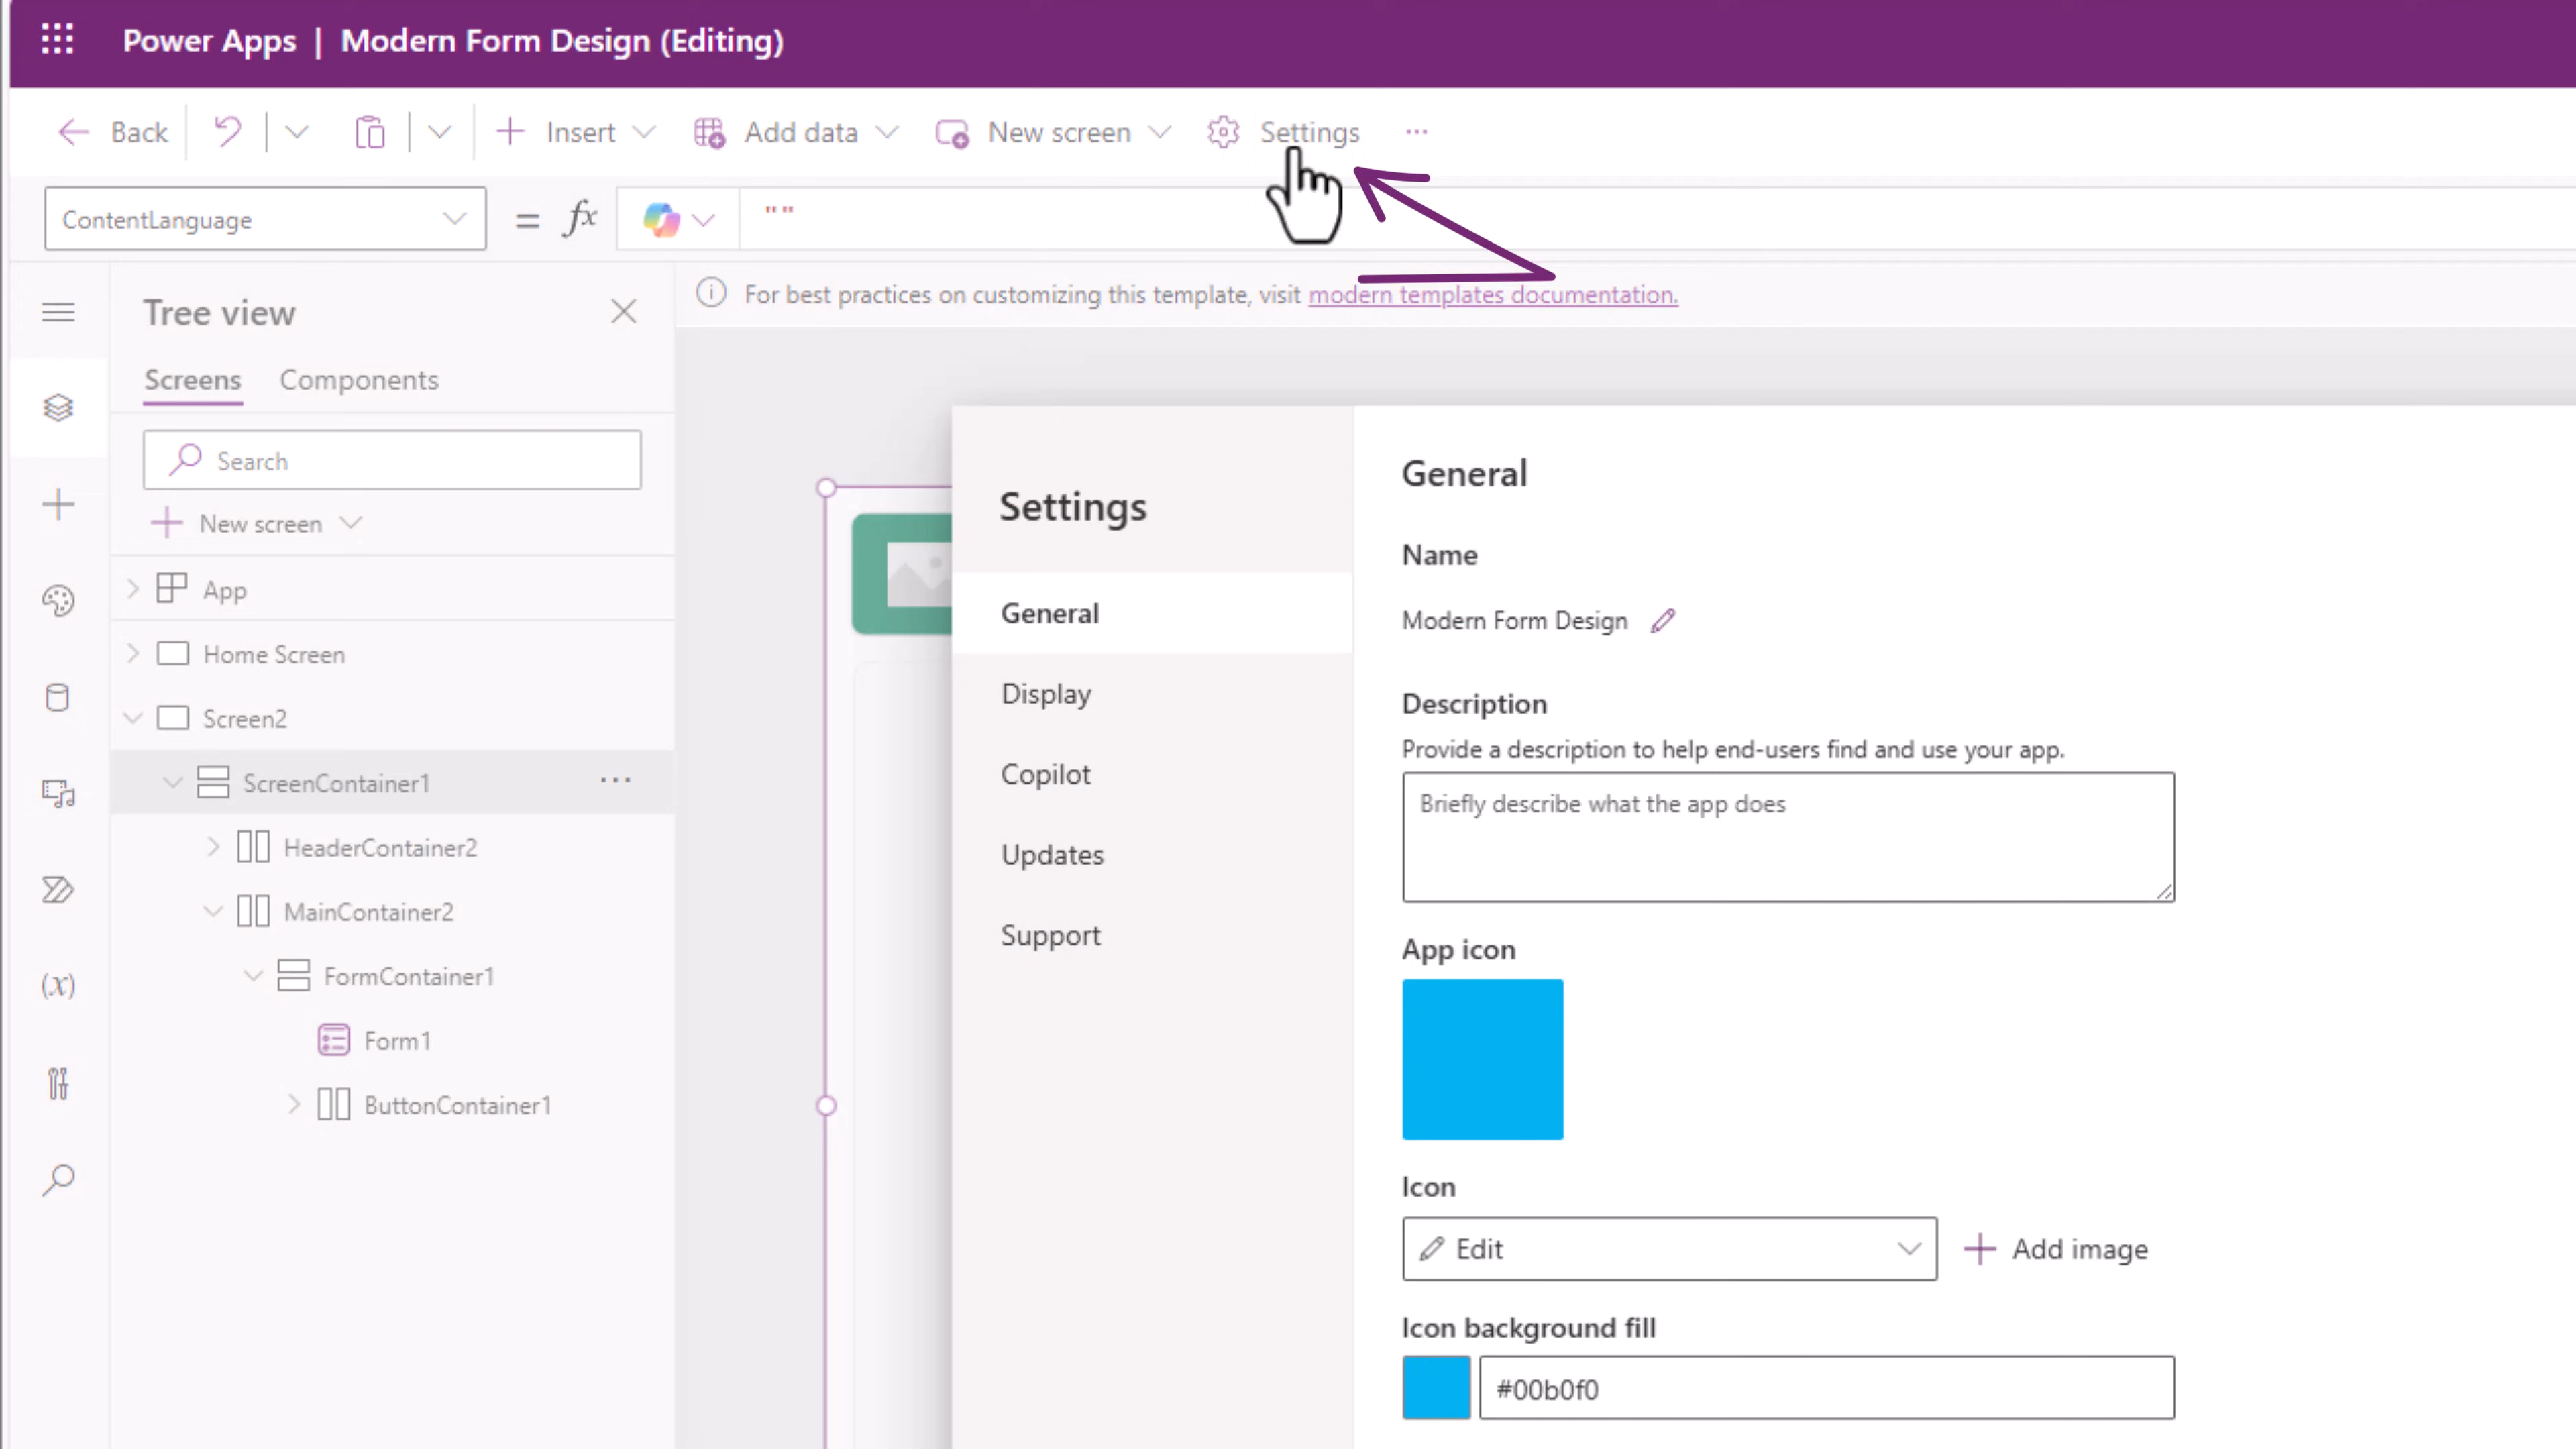 Power Apps | Modern Form Design (Editing)
Back
Insert
Add data
New screen
Settings
...
ContentLanguage
= fx
""
For best practices on customizing this template, visit modern templates documentation.
Tree view
Screens
Components
Search
New screen
App
Home Screen
Screen2
ScreenContainer1
...
HeaderContainer2
MainContainer2
FormContainer1
Form1
ButtonContainer1
(x)
Settings
General
Display
Copilot
Updates
Support
General
Name
Modern Form Design
Description
Provide a description to help end-users find and use your app.
Briefly describe what the app does
App icon
Icon
Edit
Add image
Icon background fill
#00b0f0